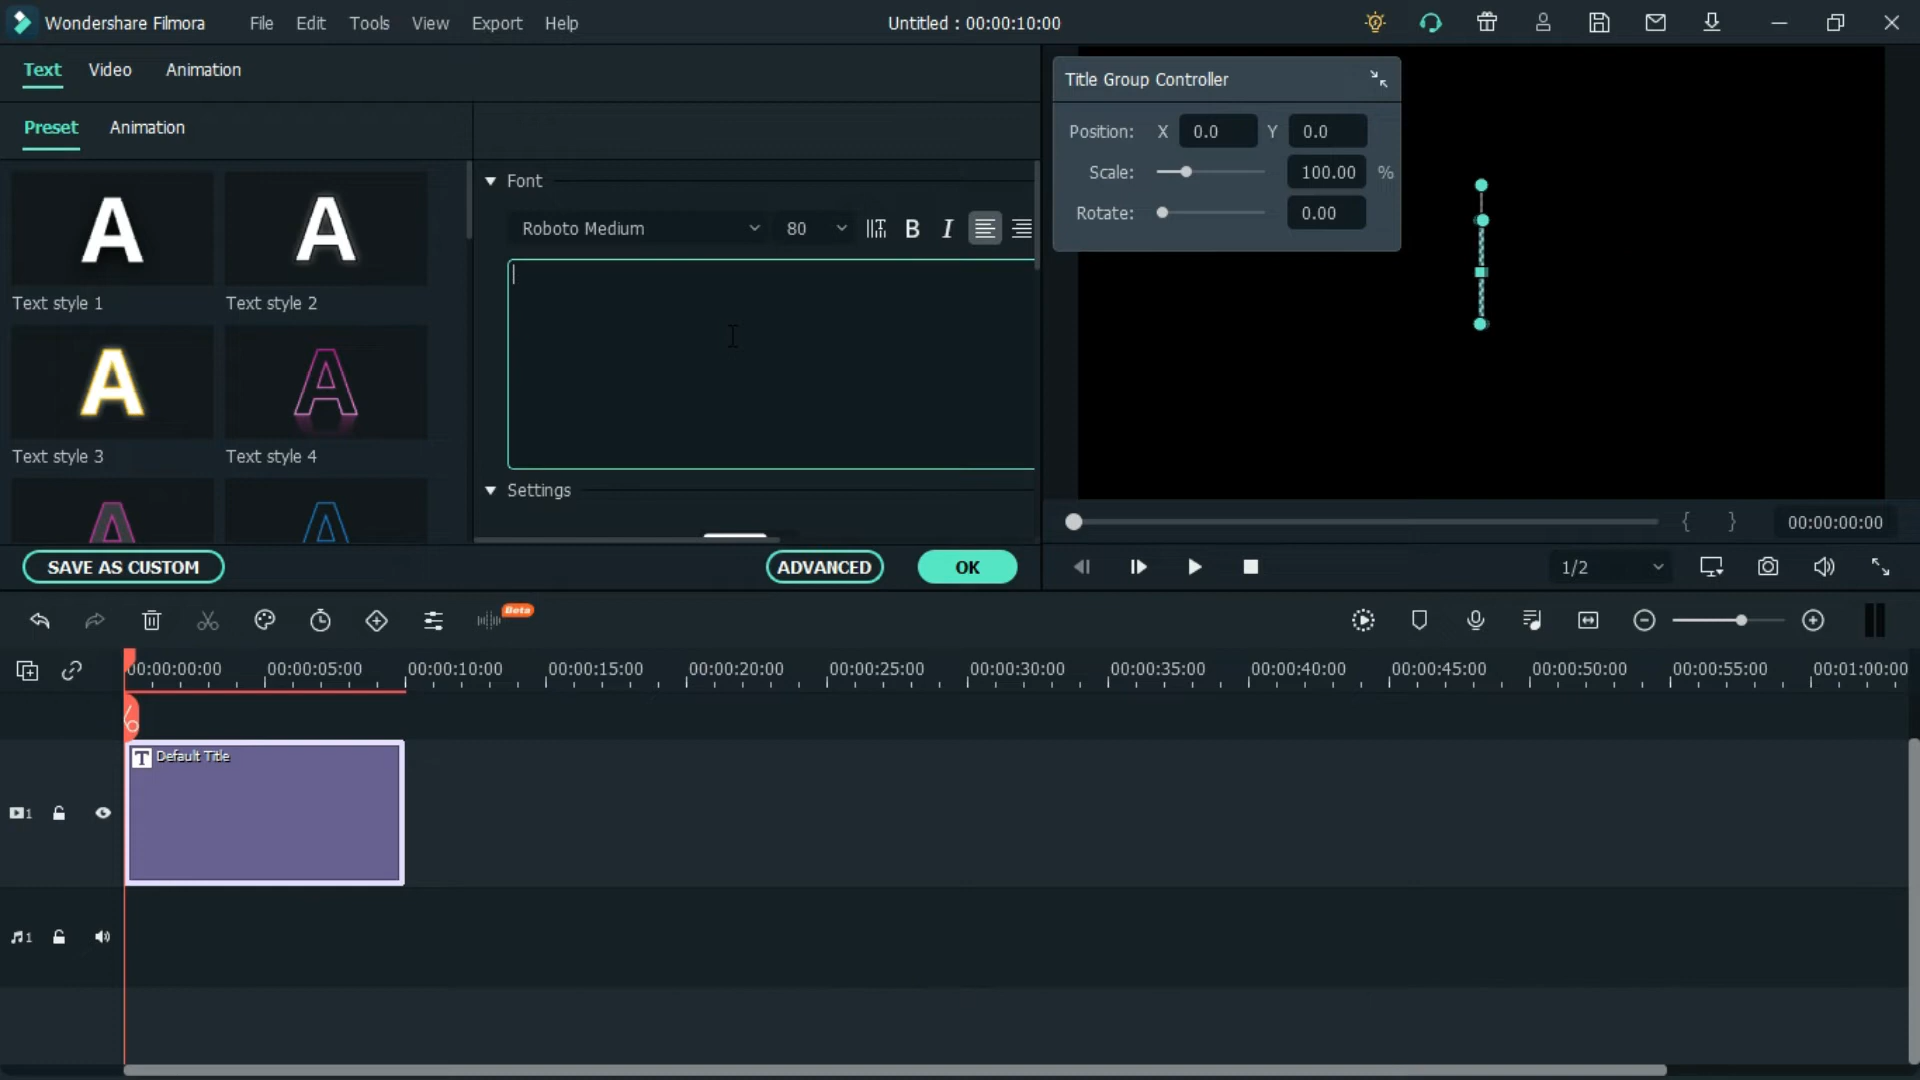 Wondershare Filmora File Edit Tools View Export Help Untitled : 00:00:10:00
Text Video Animation
Preset Animation
Text style 1 Text style 2
Text style 3 Text style 4
Font
Roboto Medium 80 B I
Settings
Title Group Controller
Position: X 0.0 Y 0.0
Scale: 100.00 %
Rotate: 0.00
{ } 00:00:00:00
SAVE AS CUSTOM ADVANCED OK
1/2
Beta
00:00:00:00 00:00:05:00 00:00:10:00 00:00:15:00 00:00:20:00 00:00:25:00 00:00:30:00 00:00:35:00 00:00:40:00 00:00:45:00 00:00:50:00 00:00:55:00 00:01:00:00
T Default Title
1
1